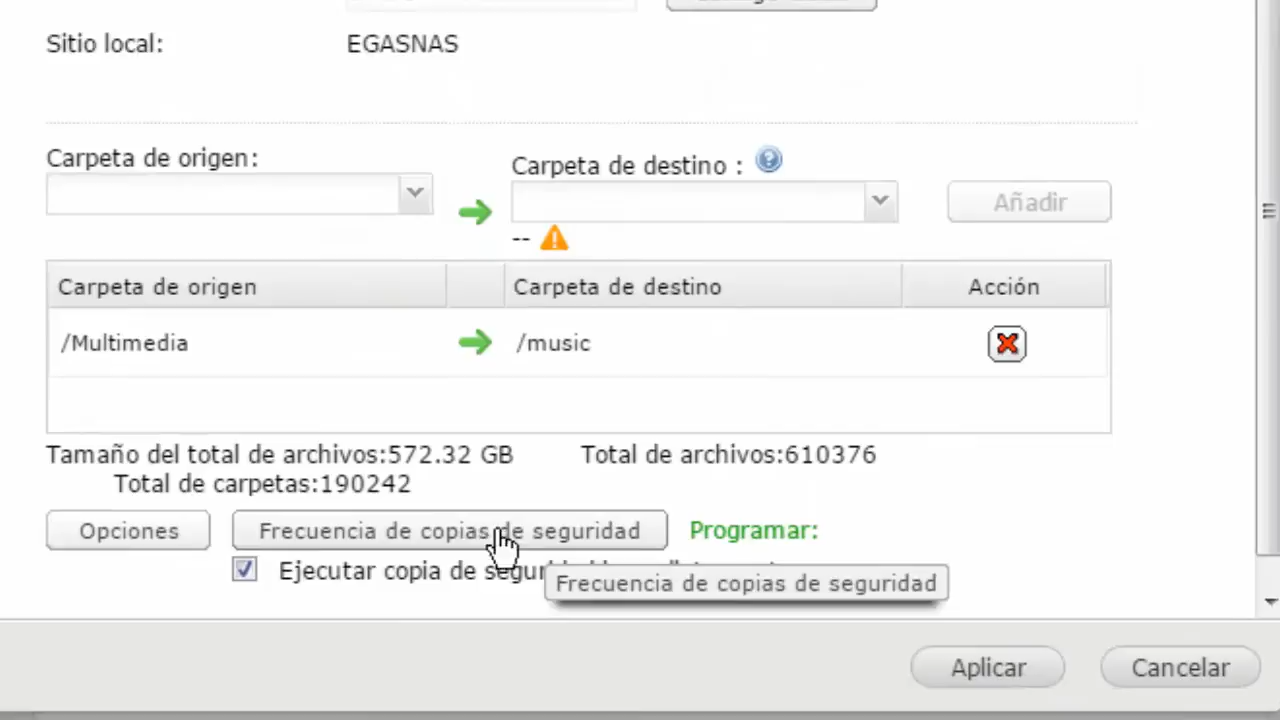 Sitio local: EGASNAS
Carpeta de origen:
Carpeta de destino :
Añadir
--
Carpeta de origen Carpeta de destino Acción
/Multimedia /music
Tamaño del total de archivos:572.32 GB Total de archivos:610376
Total de carpetas:190242
Opciones Frecuencia de copias de seguridad Programar:
Ejecutar copia de
Frecuencia de copias de seguridad
Aplicar Cancelar